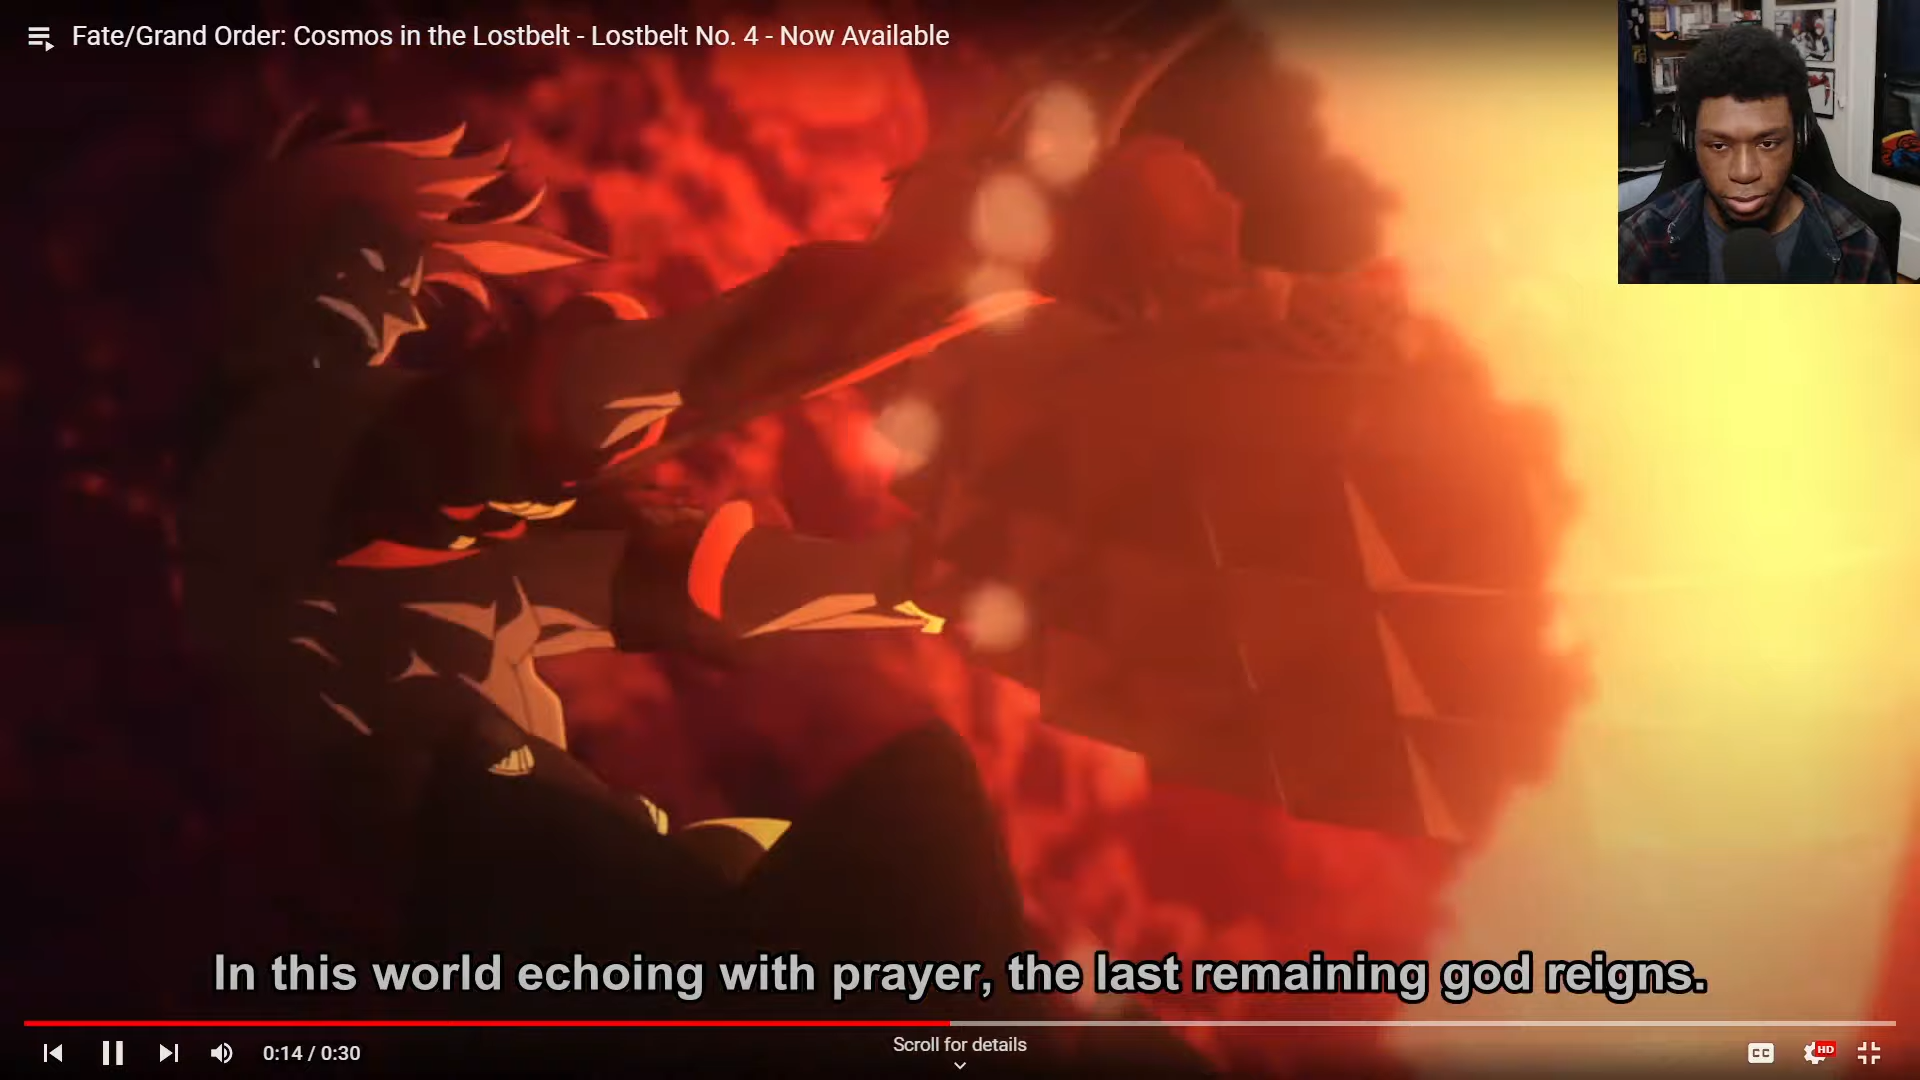 Fate/Grand Order: Cosmos in the Lostbelt - Lostbelt No. 4 - Now Available
In this world echoing with prayer, the last remaining god reigns.
0:14 / 0:30
Scroll for details
CC
HD